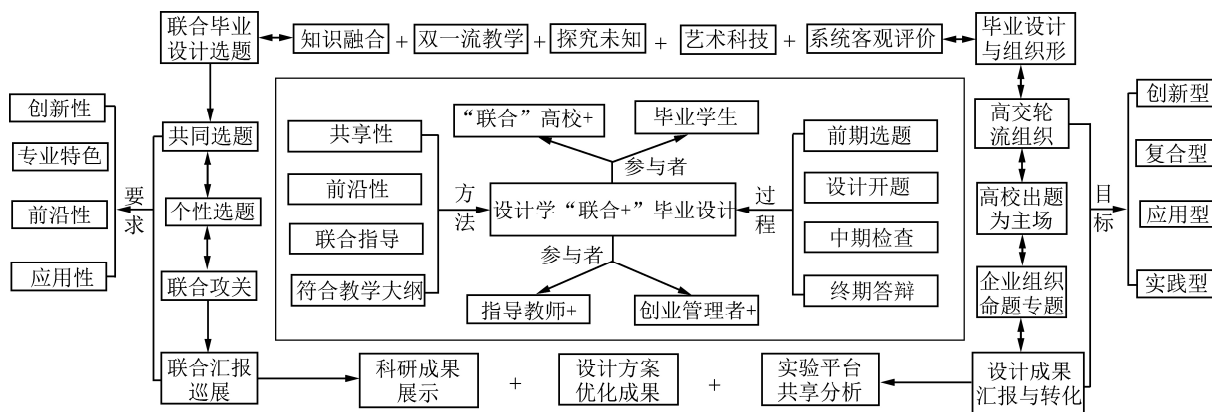 联合毕业
设计选题
知识融合
+
双一流教学
+
探究未知
+
艺术科技
+
系统客观评价
毕业设计
与组织形
创新性
专业特色
前沿性
应用性
要求
共同选题
个性选题
联合攻关
联合汇报
巡展
共享性
前沿性
联合指导
符合教学大纲
方法
“联合”高校+
毕业学生
参与者
设计学“联合+”毕业设计
参与者
指导教师+
创业管理者+
过程
前期选题
设计开题
中期检查
终期答辩
高交轮
流组织
高校出题
为主场
企业组织
命题专题
设计成果
汇报与转化
目标
创新型
复合型
应用型
实践型
科研成果
展示
+
设计方案
优化成果
+
实验平台
共享分析